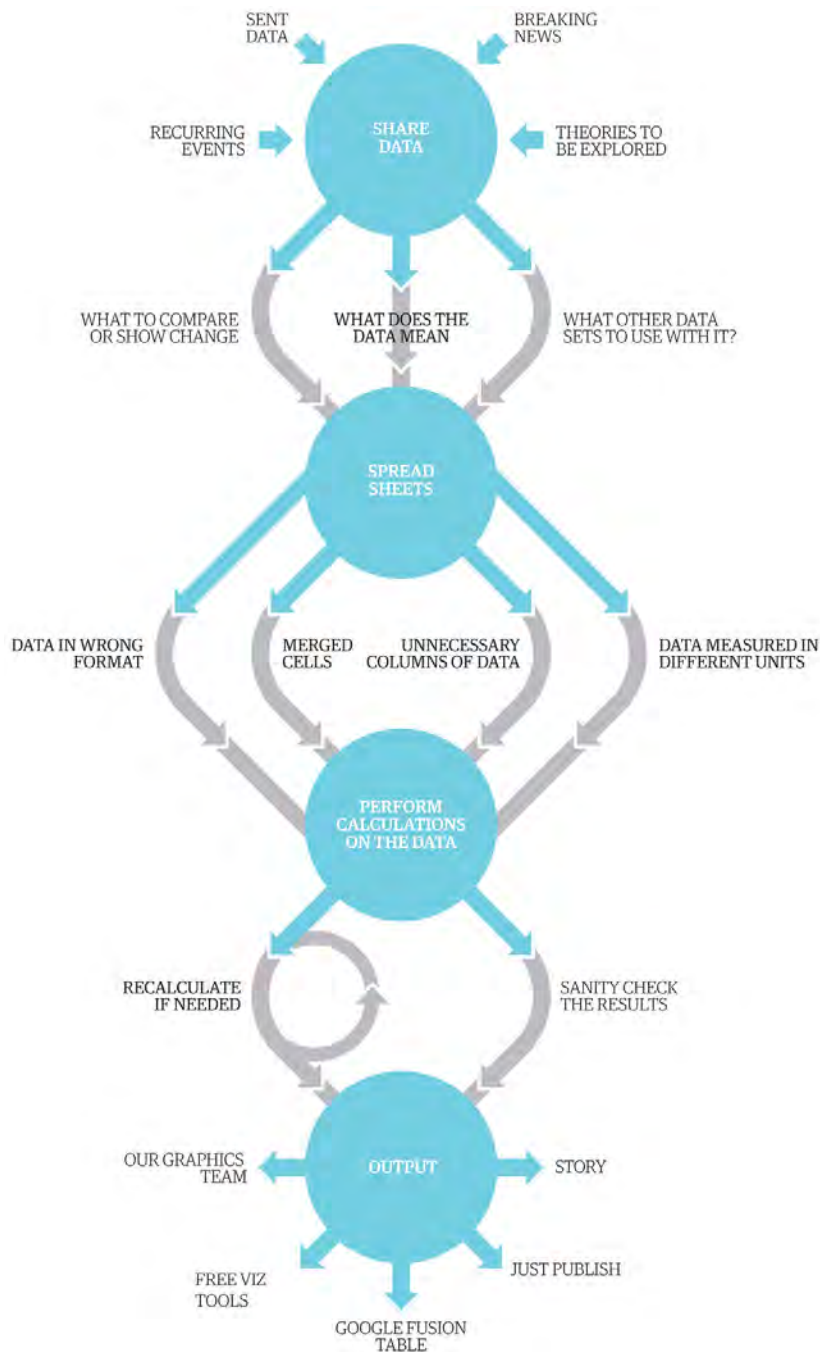 SENT
DATA
BREAKING
NEWS
RECURRING
EVENTS
SHARE
DATA
THEORIES TO
BE EXPLORED
WHAT TO COMPARE
OR SHOW CHANGE
WHAT DOES THE
DATA MEAN
WHAT OTHER DATA
SETS TO USE WITH IT?
SPREAD
SHEETS
DATA IN WRONG
FORMAT
MERGED
CELLS
UNNECESSARY
COLUMNS OF DATA
DATA MEASURED IN
DIFFERENT UNITS
PERFORM
CALCULATIONS
ON THE DATA
RECALCULATE
IF NEEDED
SANITY CHECK
THE RESULTS
OUR GRAPHICS
TEAM
OUTPUT
STORY
FREE VIZ
TOOLS
JUST PUBLISH
GOOGLE FUSION
TABLE